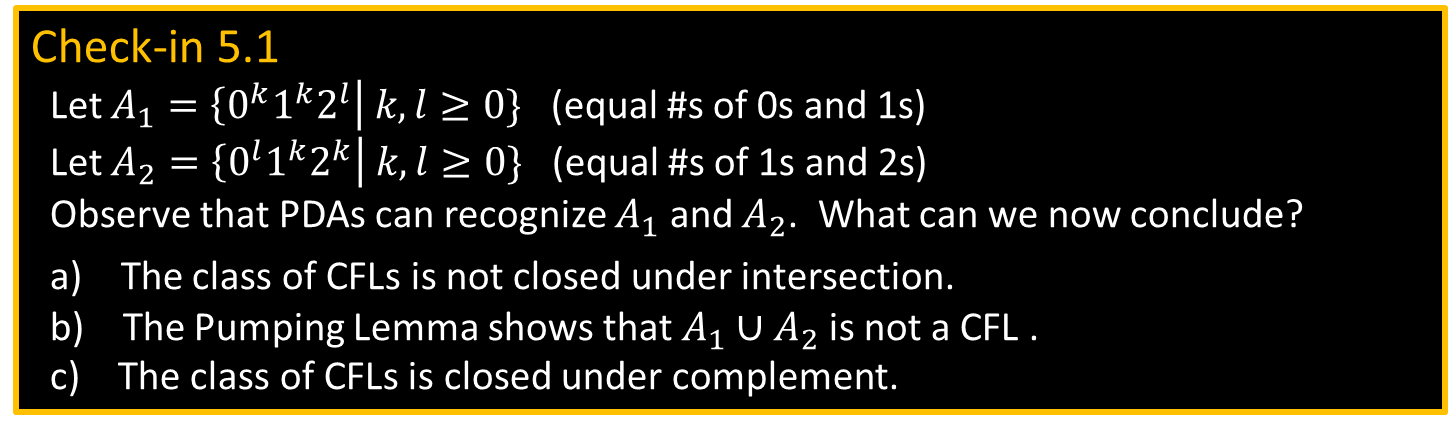 Check-in 5.1
Let 𝐴₁ = {0ᵏ1ᵏ2ˡ| 𝑘, 𝑙 ≥ 0} (equal #s of 0s and 1s)
Let 𝐴₂ = {0ˡ1ᵏ2ᵏ| 𝑘, 𝑙 ≥ 0} (equal #s of 1s and 2s)
Observe that PDAs can recognize 𝐴₁ and 𝐴₂. What can we now conclude?
a) The class of CFLs is not closed under intersection.
b) The Pumping Lemma shows that 𝐴₁ ∪ 𝐴₂ is not a CFL .
c) The class of CFLs is closed under complement.